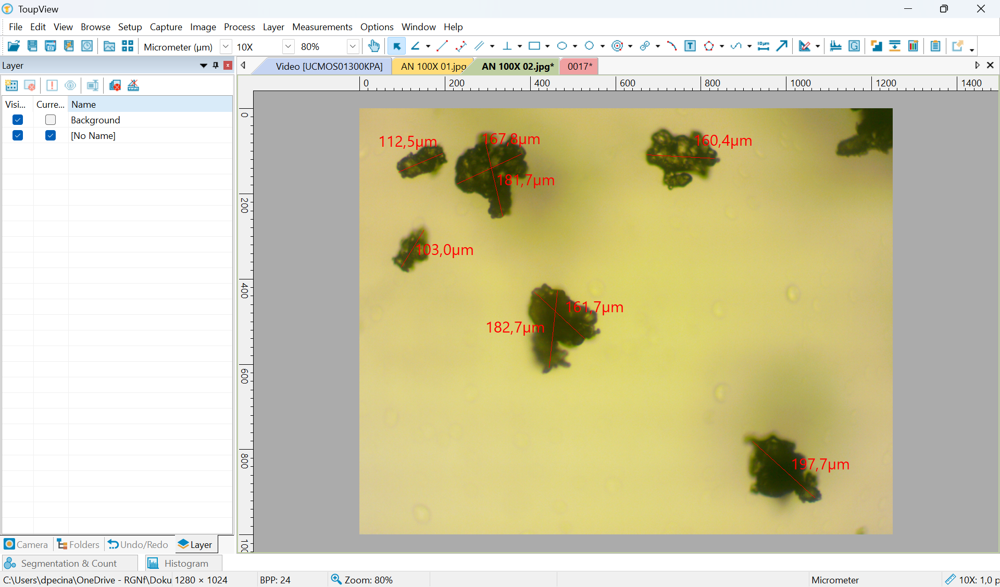 ToupView
File Edit View Browse Setup Capture Image Process Layer Measurements Options Window Help
Micrometer (µm) 10X 80%
Layer
Video [UCMOS01300KPA] AN 100X 01.jpg AN 100X 02.jpg* 0017*
0 200 400 600 800 1000 1200 1400
Visi... Curre... Name
Background
[No Name]
0
200
400
600
800
100
112,5µm
167,8µm
160,4µm
181,7µm
103,0µm
161,7µm
182,7µm
197,7µm
Camera Folders Undo/Redo Layer
Segmentation & Count Histogram
C:\Users\dpecina\OneDrive - RGNf\Doku 1280 × 1024 BPP: 24 Zoom: 80% Micrometer 10X: 1,0 p